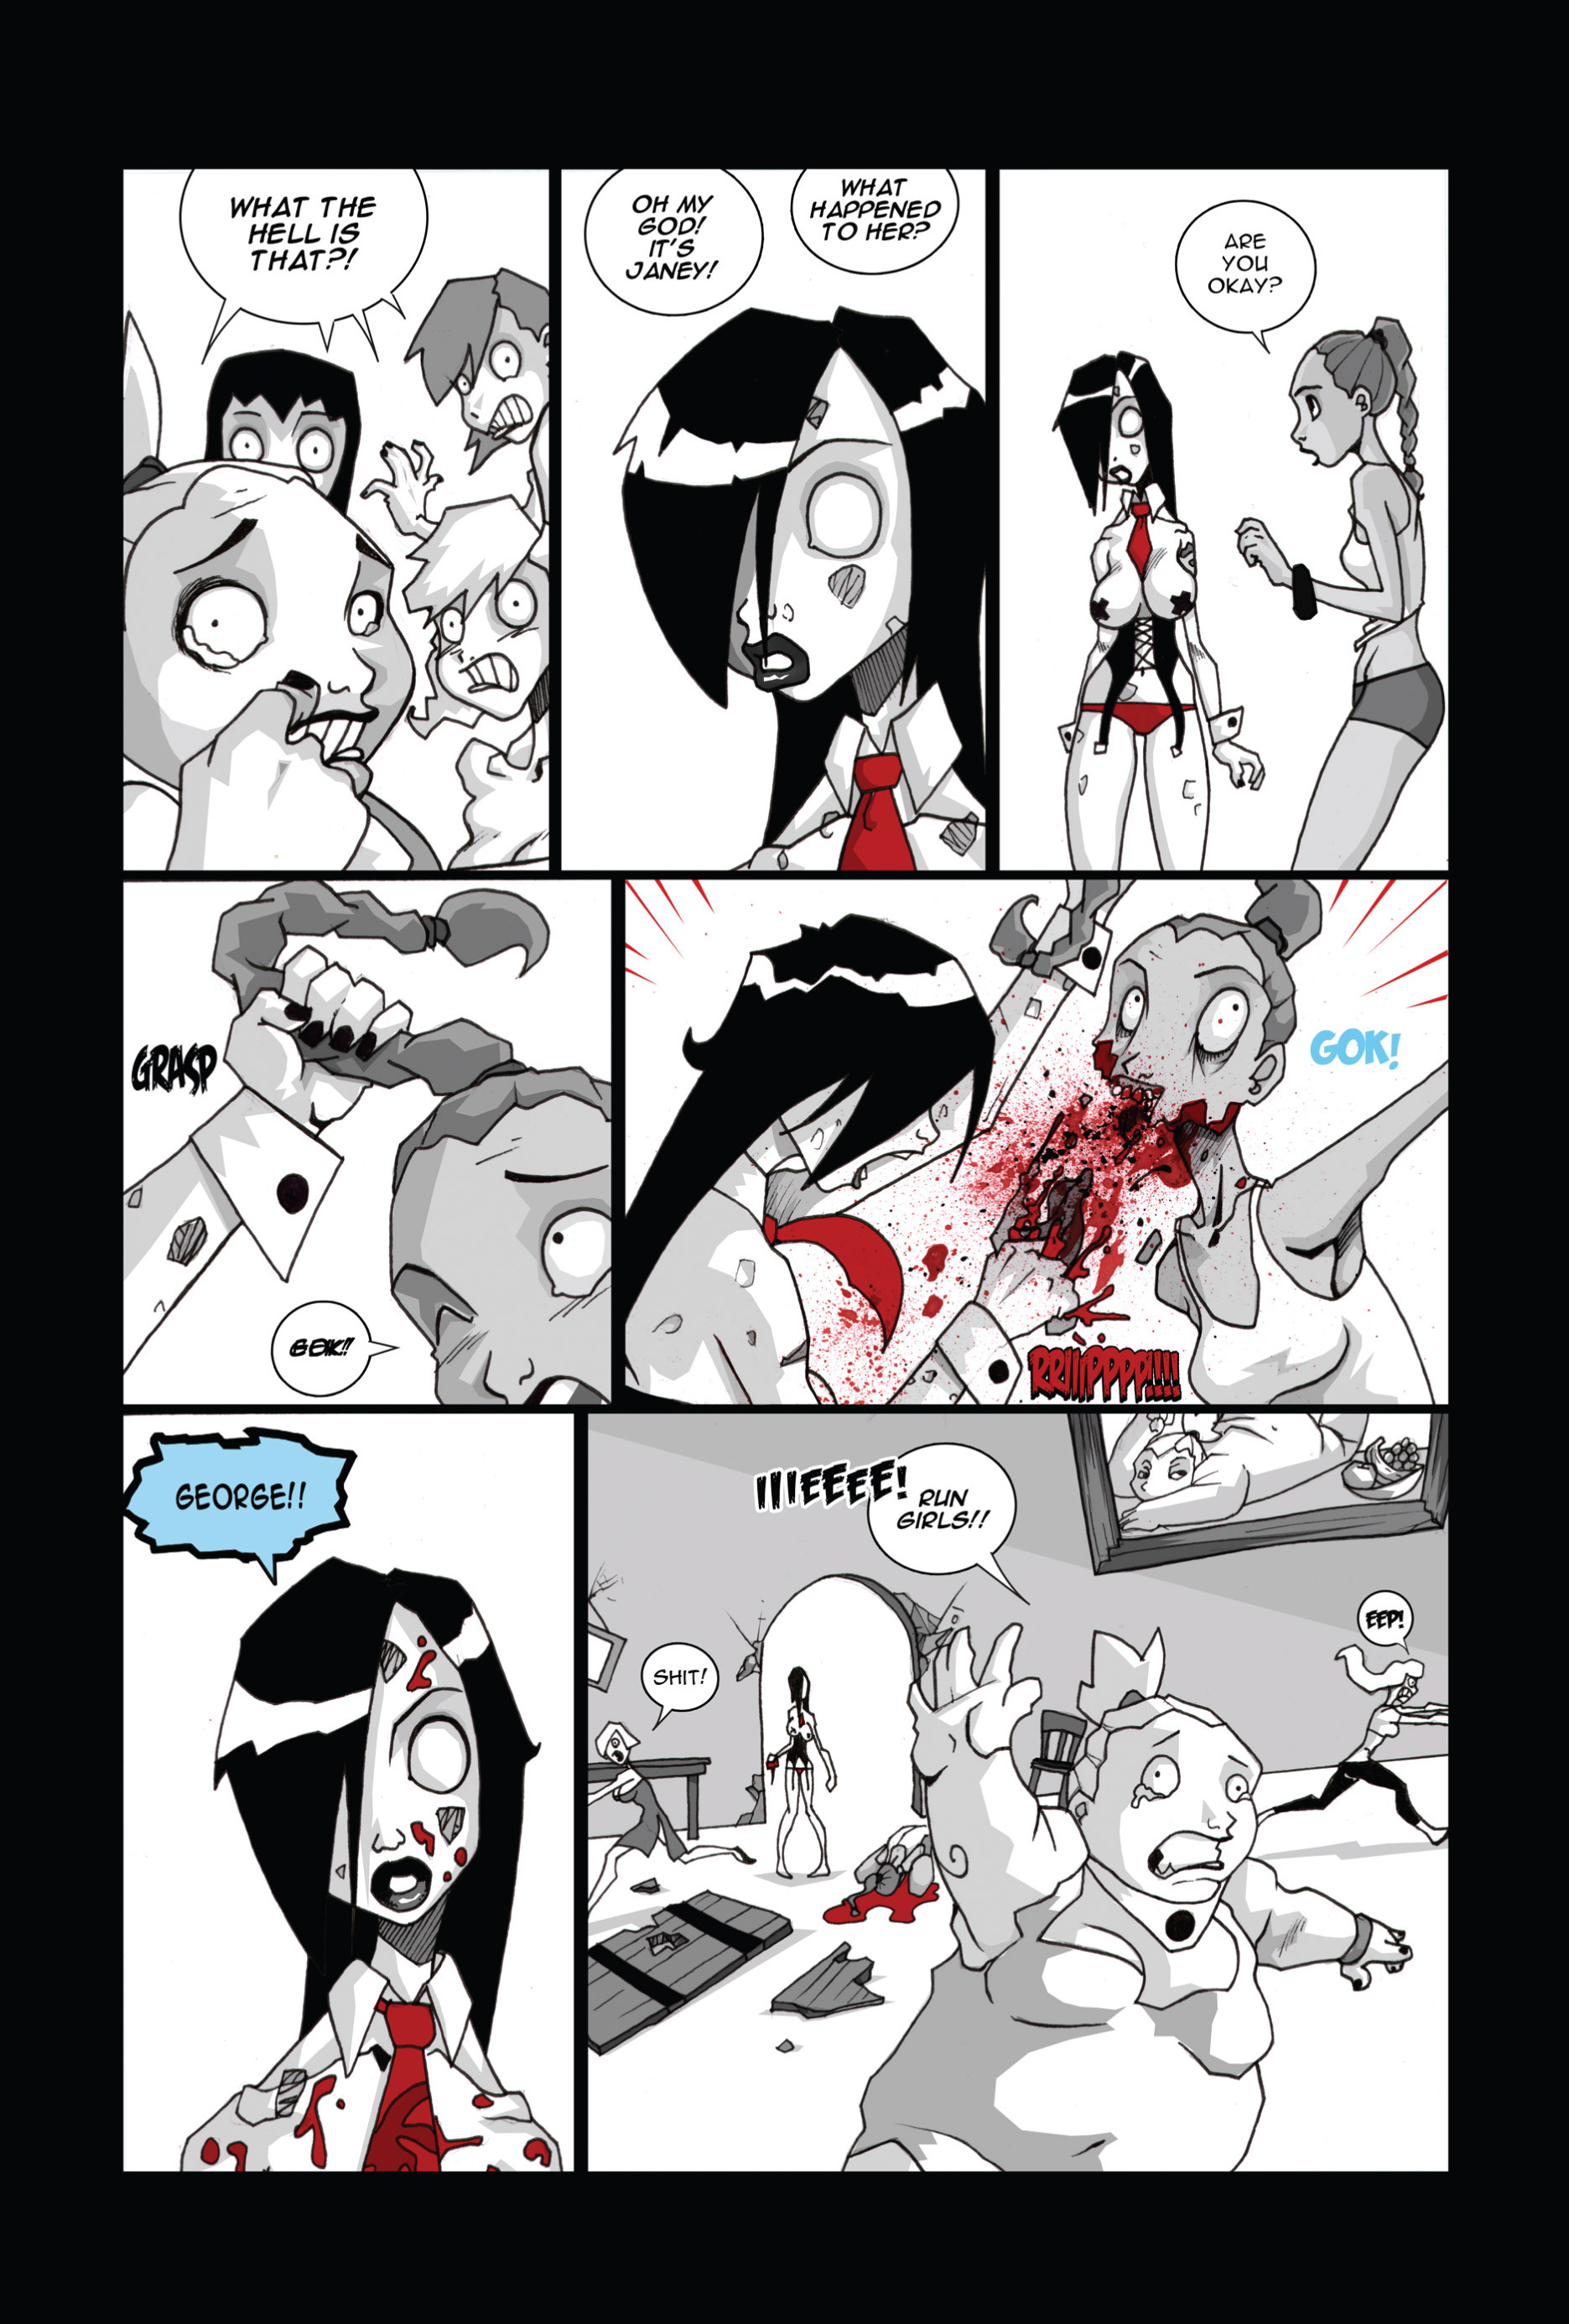 WHAT THE
HELL IS
THAT?!
OH MY
GOD!
IT'S
JANEY!
WHAT
HAPPENED
TO HER?
ARE
YOU
OKAY?
GRASP
GOK!
RRIIIPPPP!!!!
GEORGE!!
IIIEEEE!
RUN
GIRLS!!
SHIT!
EEP!